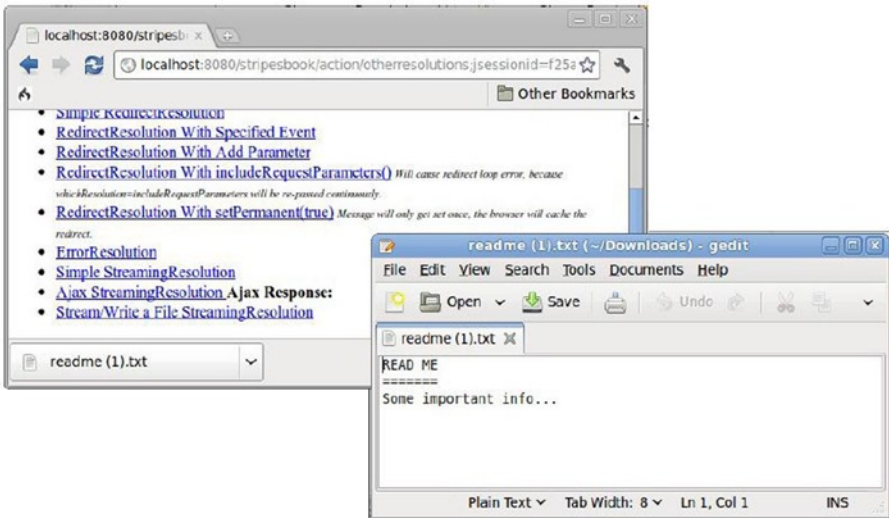 localhost:8080/stripesb
localhost:8080/stripesbook/action/otherresolutions;jsessionid=f25a
Other Bookmarks
Simple RedirectResolution
RedirectResolution With Specified Event
RedirectResolution With Add Parameter
RedirectResolution With includeRequestParameters() Will cause redirect loop error, because
whichResolution=includeRequestParameters will be re-passed continuously.
RedirectResolution With setPermanent(true) Message will only get set once, the browser will cache the
redirect.
ErrorResolution
Simple StreamingResolution
Ajax StreamingResolution Ajax Response:
Stream/Write a File StreamingResolution
readme (1).txt
readme (1).txt (~/Downloads) - gedit
File Edit View Search Tools Documents Help
Open Save Undo
readme (1).txt
READ ME
=======
Some important info...
Plain Text Tab Width: 8 Ln 1, Col 1 INS